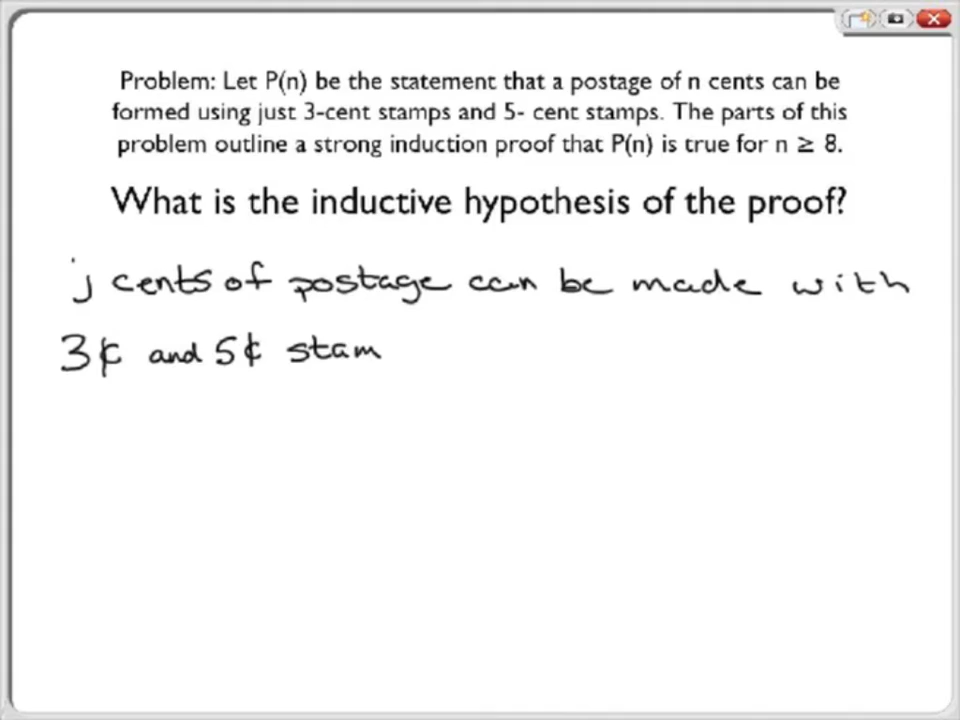 Problem: Let P(n) be the statement that a postage of n cents can be
formed using just 3-cent stamps and 5- cent stamps. The parts of this
problem outline a strong induction proof that P(n) is true for n ≥ 8.
What is the inductive hypothesis of the proof?
j cents of postage can be made with
3¢ and 5¢ stam